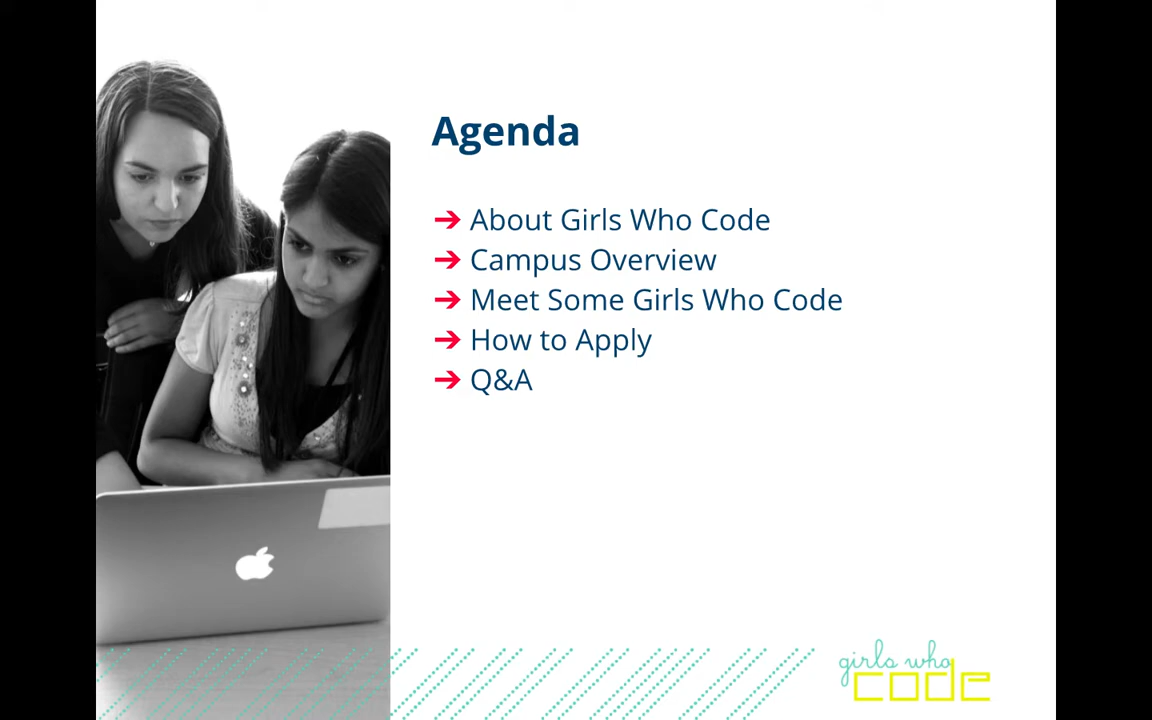 Agenda
➔ About Girls Who Code
➔ Campus Overview
➔ Meet Some Girls Who Code
➔ How to Apply
➔ Q&A
girls who
code